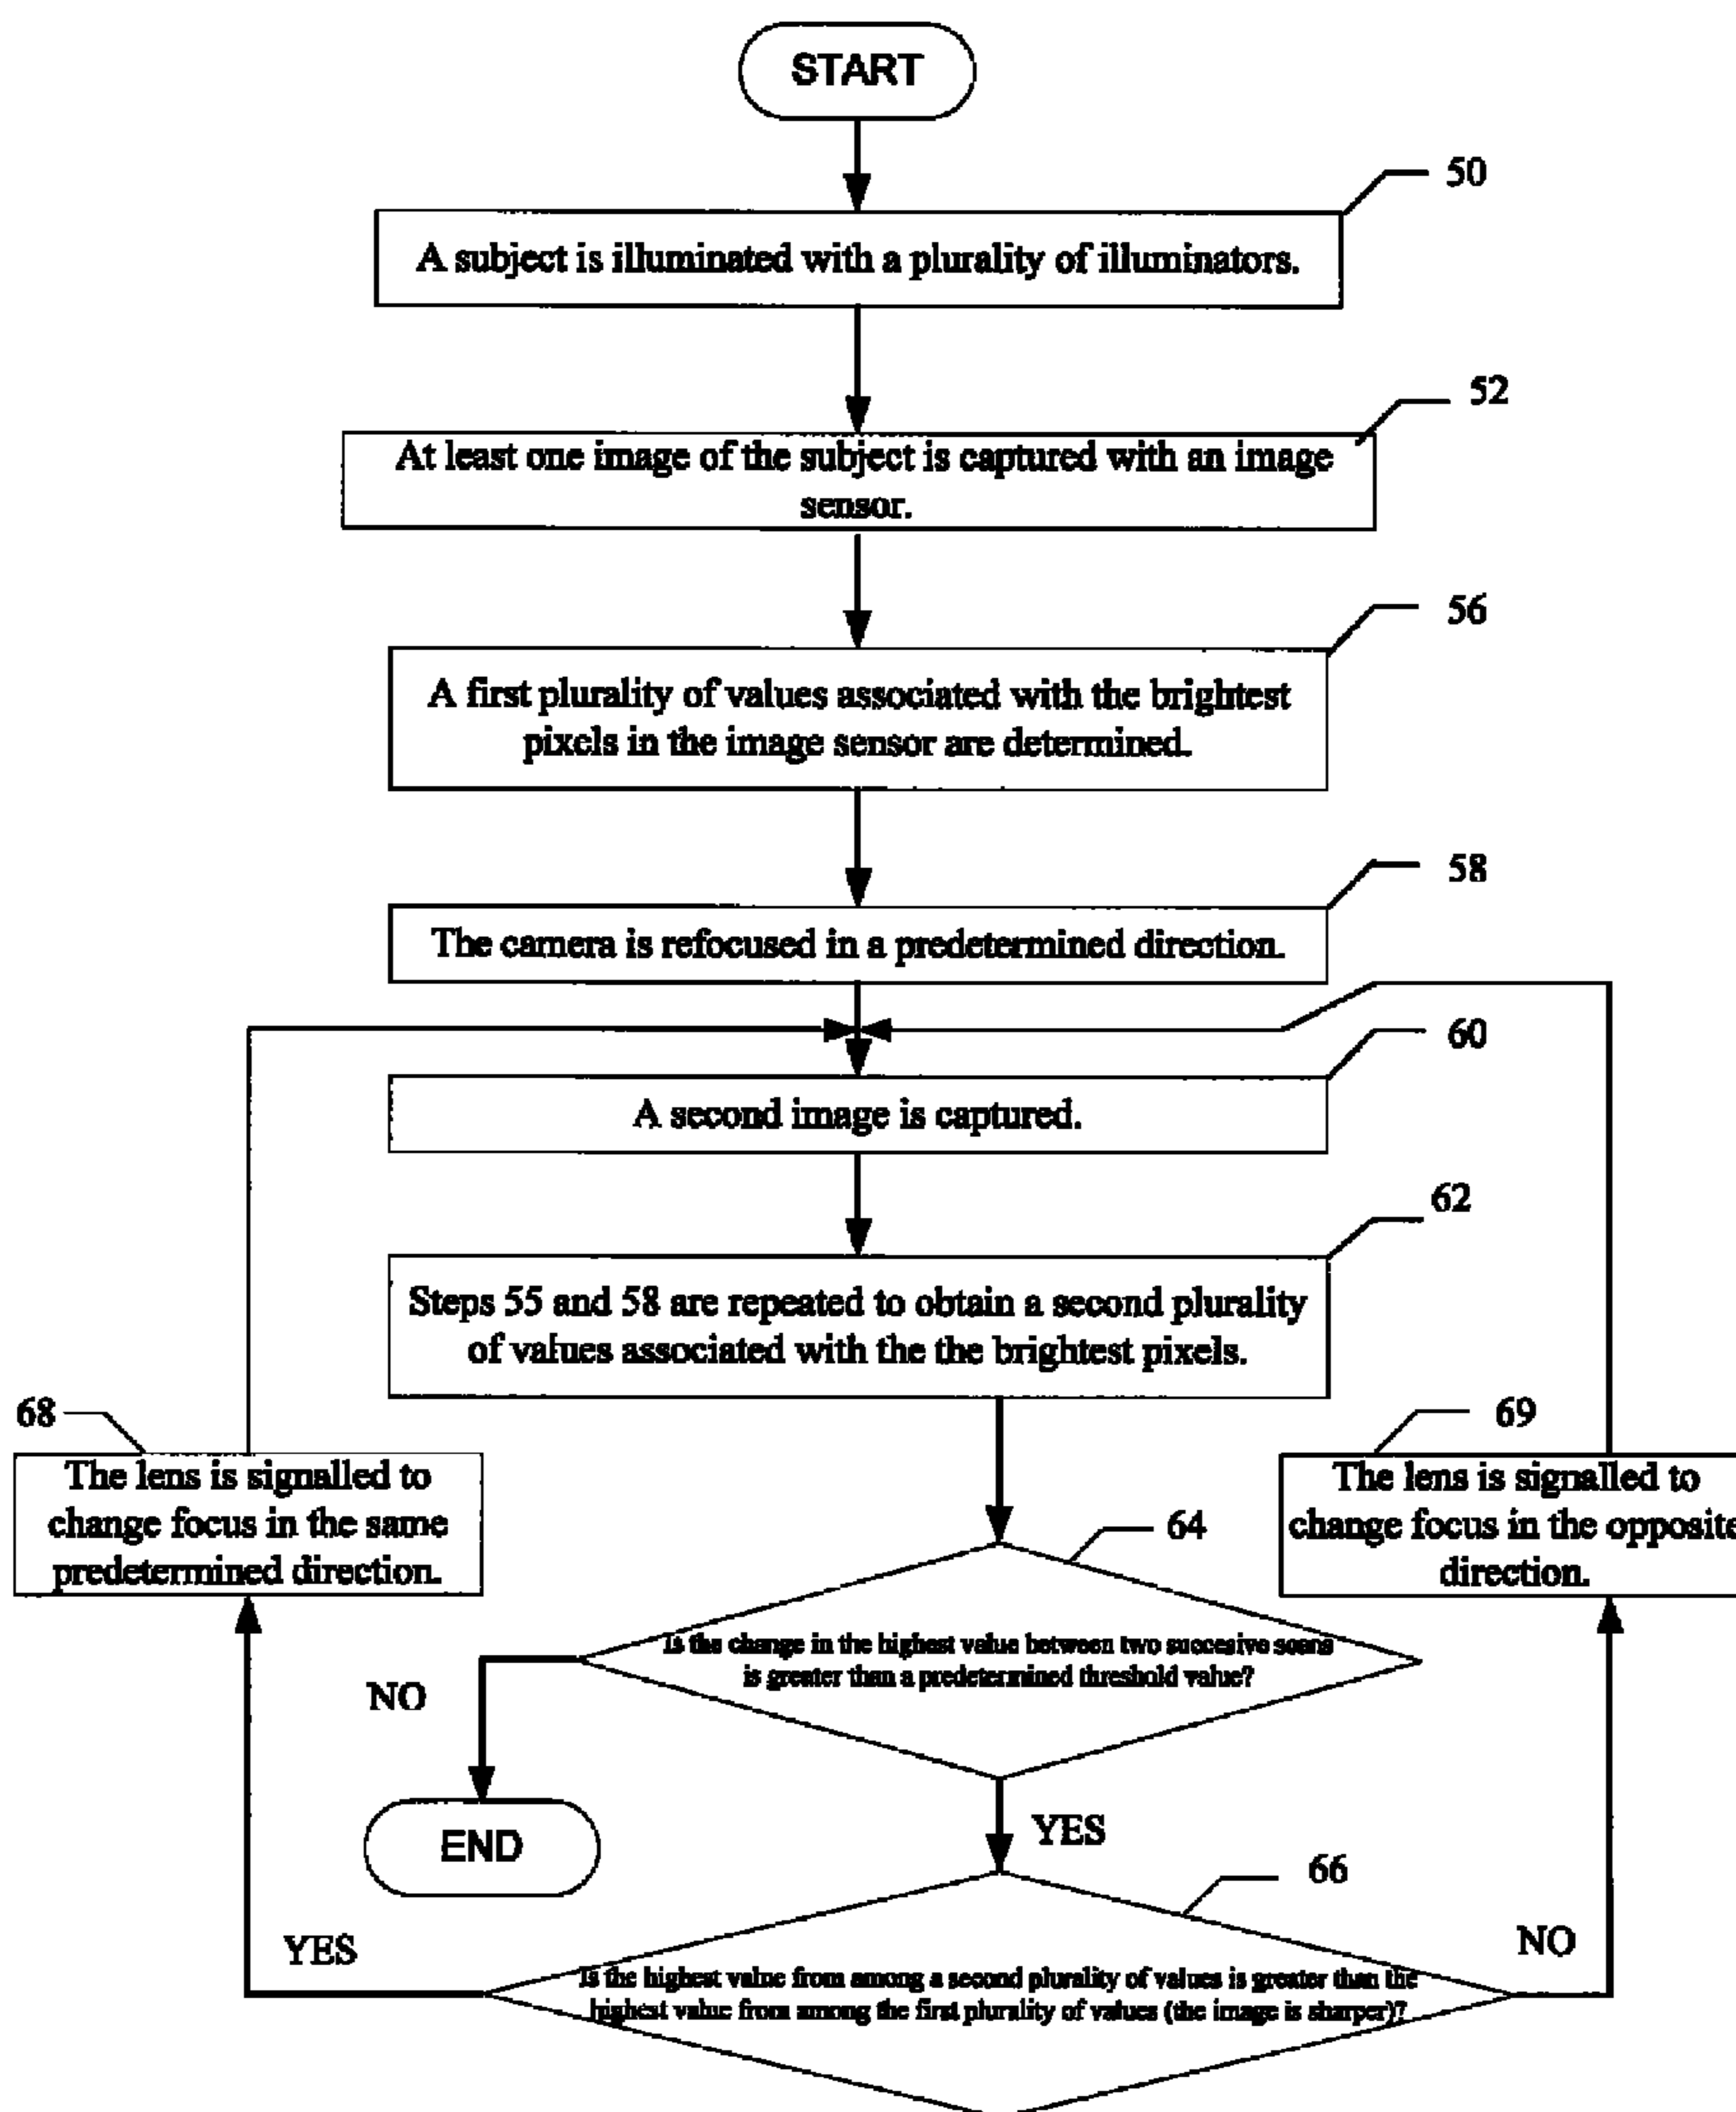 START
50
A subject is illuminated with a plurality of illuminators.
52
At least one image of the subject is captured with an image
sensor.
56
A first plurality of values associated with the brightest
pixels in the image sensor are determined.
58
The camera is refocused in a predetermined direction.
60
A second image is captured.
62
Steps 55 and 58 are repeated to obtain a second plurality
of values associated with the the brightest pixels.
68
The lens is signalled to
change focus in the same
predetermined direction.
69
The lens is signalled to
change focus in the opposite
direction.
64
Is the change in the highest value between two succesive scans
is greater than a predetermined threshold value?
NO
END
YES
66
YES
NO
Is the highest value from among a second plurality of values is greater than the
highest value from among the first plurality of values (the image is sharper)?